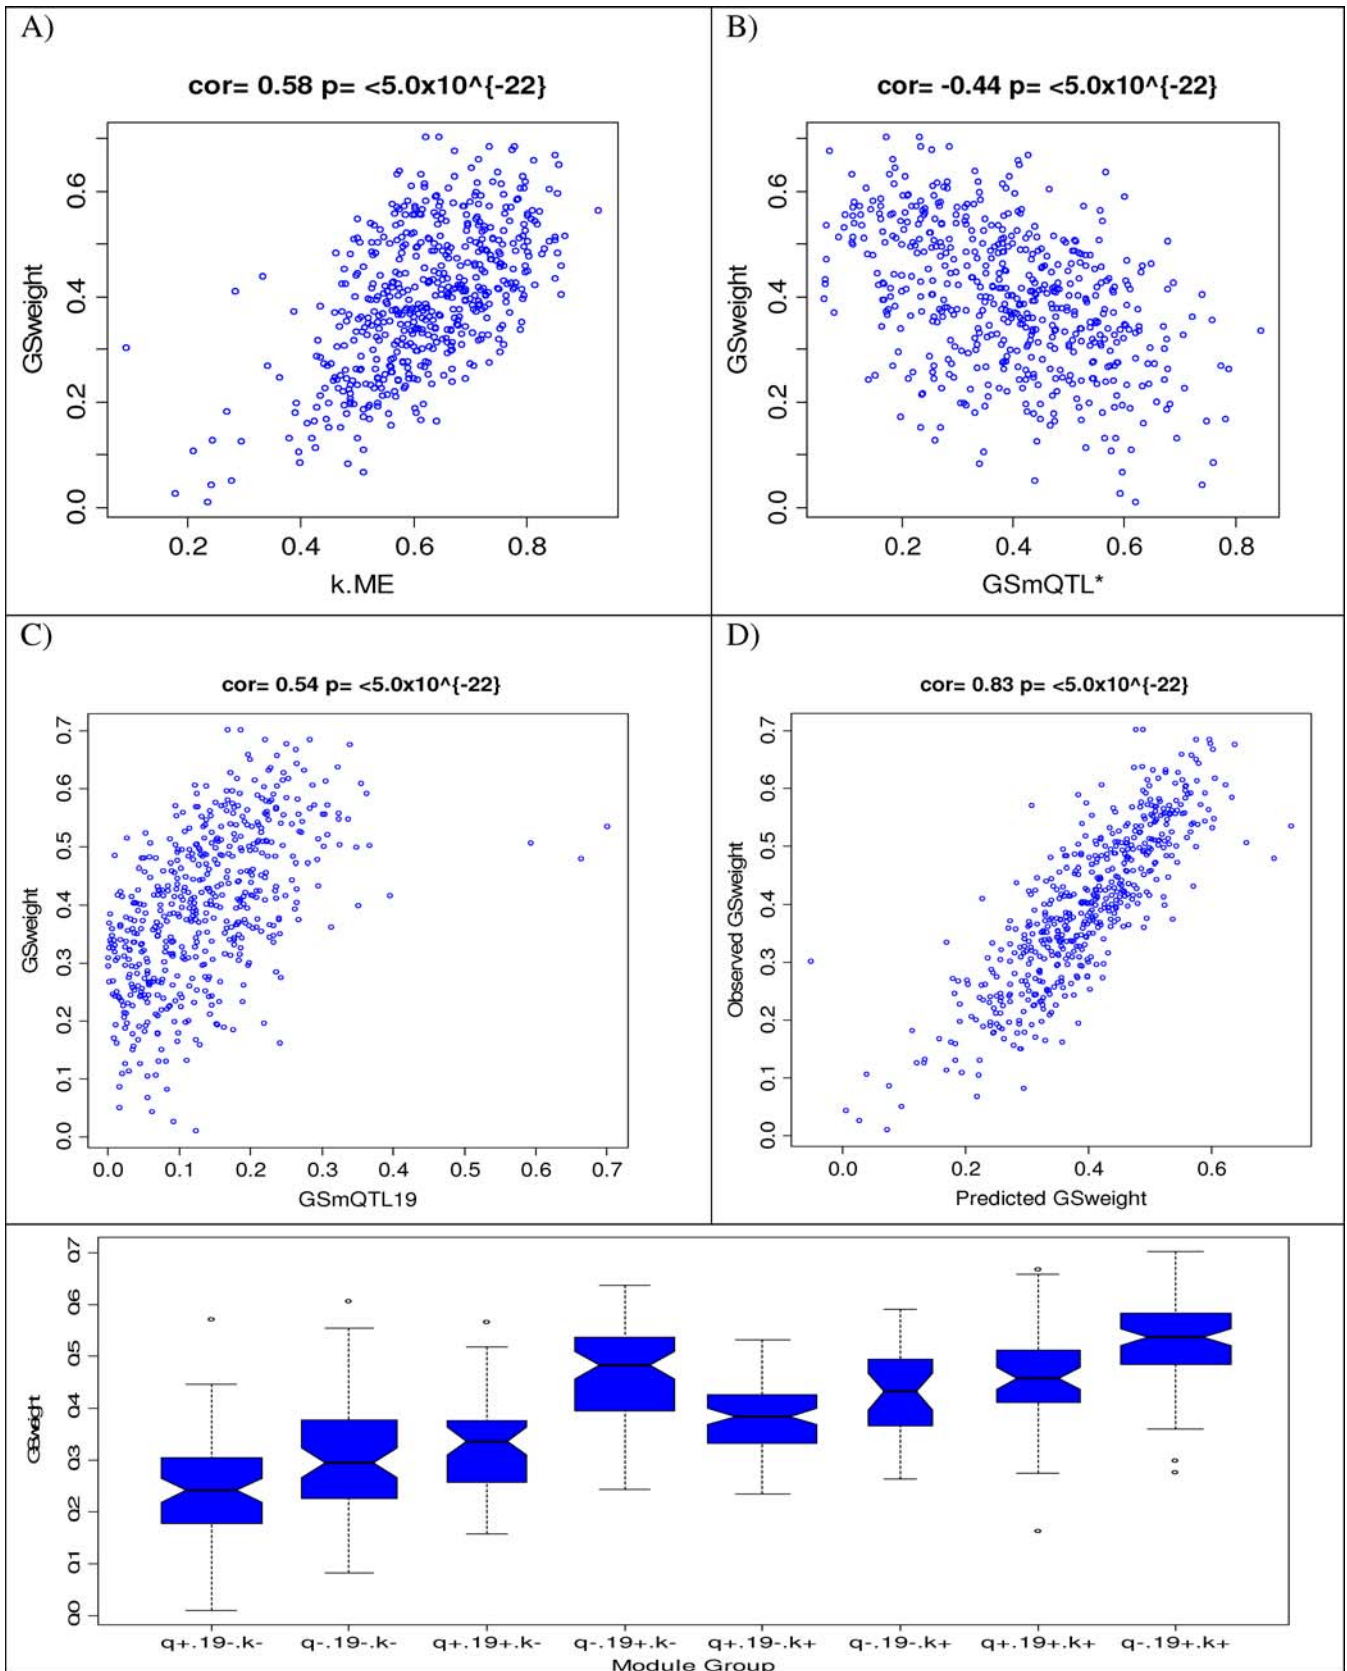 A)
cor= 0.58 p= <5.0x10^{-22}
GSweight
0.0 0.2 0.4 0.6
0.2 0.4 0.6 0.8
k.ME
B)
cor= -0.44 p= <5.0x10^{-22}
GSweight
0.0 0.2 0.4 0.6
0.2 0.4 0.6 0.8
GSmQTL*
C)
cor= 0.54 p= <5.0x10^{-22}
GSweight
0.0 0.1 0.2 0.3 0.4 0.5 0.6 0.7
0.0 0.1 0.2 0.3 0.4 0.5 0.6 0.7
GSmQTL19
D)
cor= 0.83 p= <5.0x10^{-22}
Observed GSweight
0.0 0.1 0.2 0.3 0.4 0.5 0.6 0.7
0.0 0.2 0.4 0.6
Predicted GSweight
GSweight
0.0 0.1 0.2 0.3 0.4 0.5 0.6 0.7
q+.19-.k- q-.19-.k- q+.19+.k- q-.19+.k- q+.19-.k+ q-.19-.k+ q+.19+.k+ q-.19+.k+
Module Group